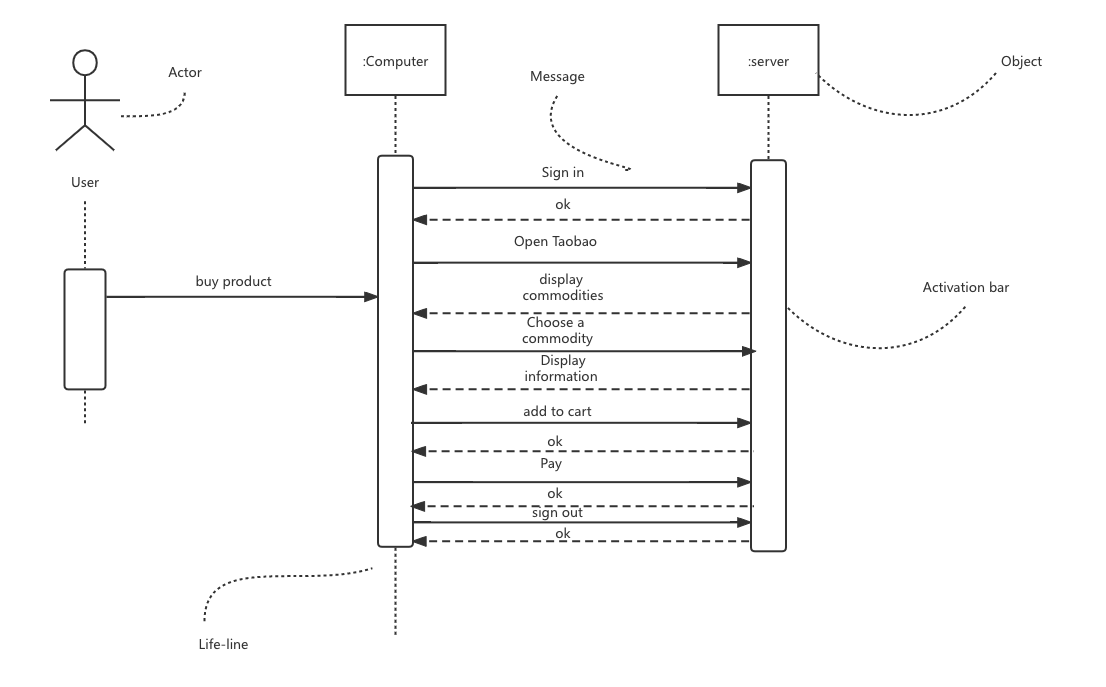 :Computer
:server
Object
Actor
Message
Sign in
User
ok
Open Taobao
buy product
display
commodities
Activation bar
Choose a
commodity
Display
information
add to cart
ok
Pay
ok
sign out
ok
Life-line